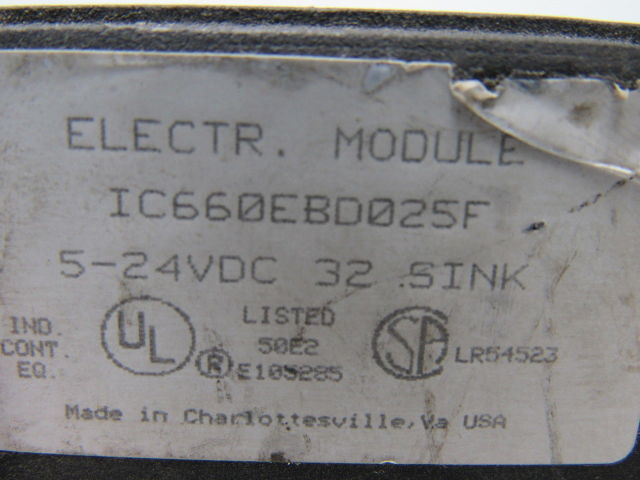 ELECTR. MODULE
IC660EBD025F
5-24VDC 32 SINK
IND.
CONT.
EQ.
UL
®
LISTED
50E2
E105285
SA
LR54523
Made in Charlottesville, Va USA